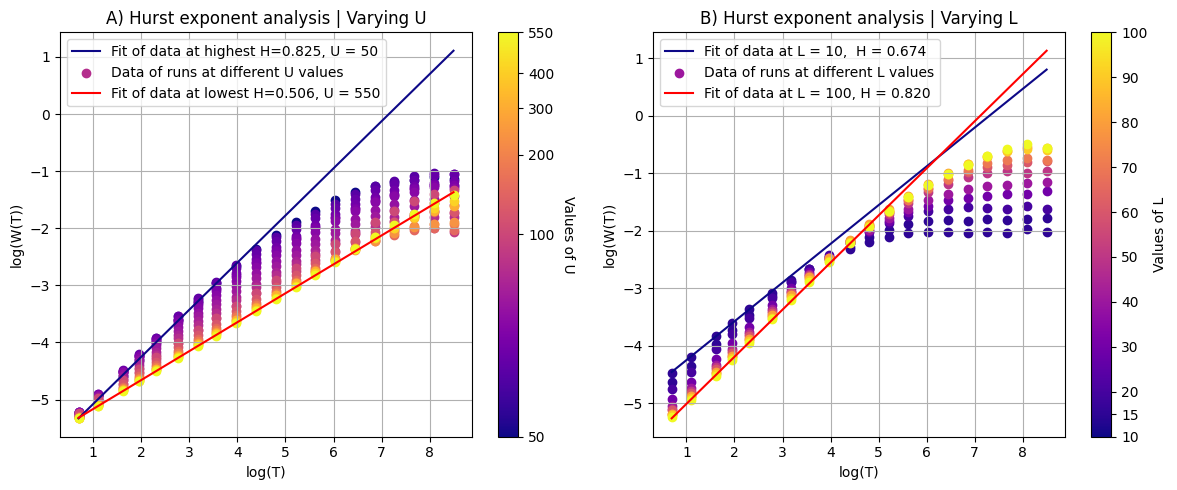 A) Hurst exponent analysis | Varying U
Fit of data at highest H=0.825, U = 50
Data of runs at different U values
Fit of data at lowest H=0.506, U = 550
1
0
−1
−2
−3
−4
−5
log(W(T))
1 2 3 4 5 6 7 8
log(T)
550
400
300
200
100
50
Values of U
B) Hurst exponent analysis | Varying L
Fit of data at L = 10,  H = 0.674
Data of runs at different L values
Fit of data at L = 100, H = 0.820
1
0
−1
−2
−3
−4
−5
log(W(T))
1 2 3 4 5 6 7 8
log(T)
100
90
80
70
60
50
40
30
20
15
10
Values of L